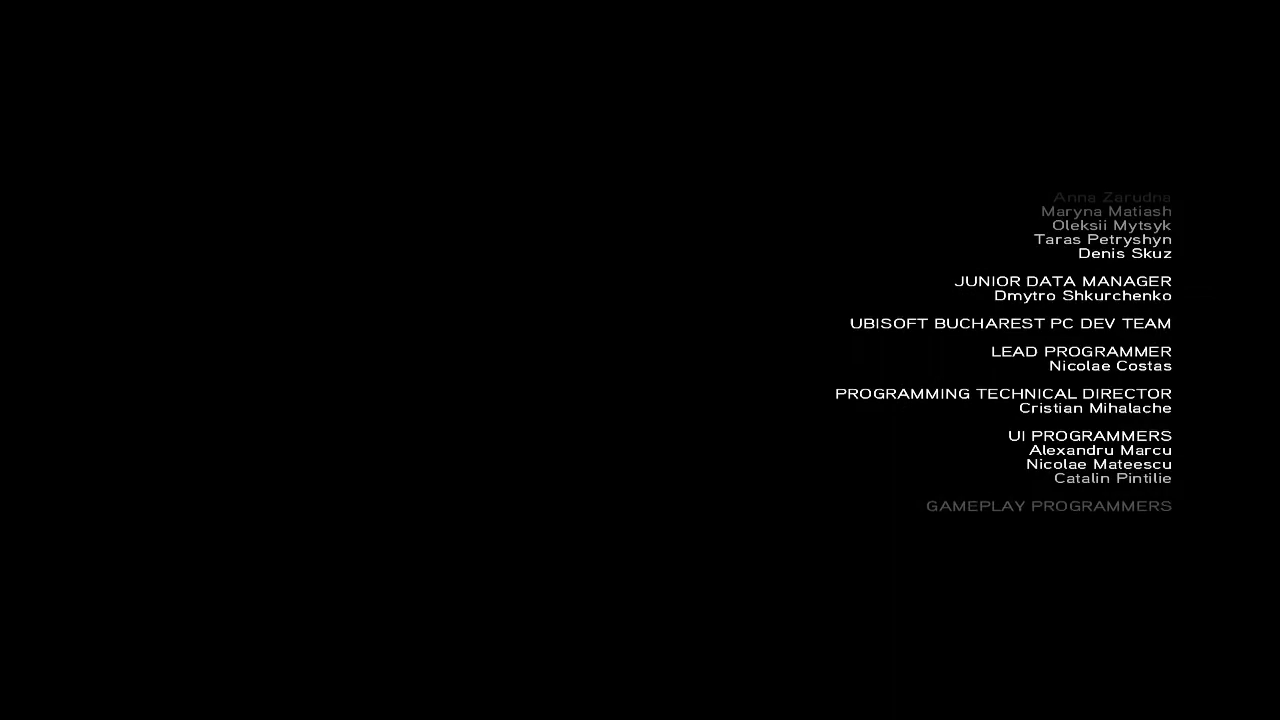 Anna Zarudna
Maryna Matiash
Oleksii Mytsyk
Taras Petryshyn
Denis Skuz
JUNIOR DATA MANAGER
Dmytro Shkurchenko
UBISOFT BUCHAREST PC DEV TEAM
LEAD PROGRAMMER
Nicolae Costas
PROGRAMMING TECHNICAL DIRECTOR
Cristian Mihalache
UI PROGRAMMERS
Alexandru Marcu
Nicolae Mateescu
Catalin Pintilie
GAMEPLAY PROGRAMMERS